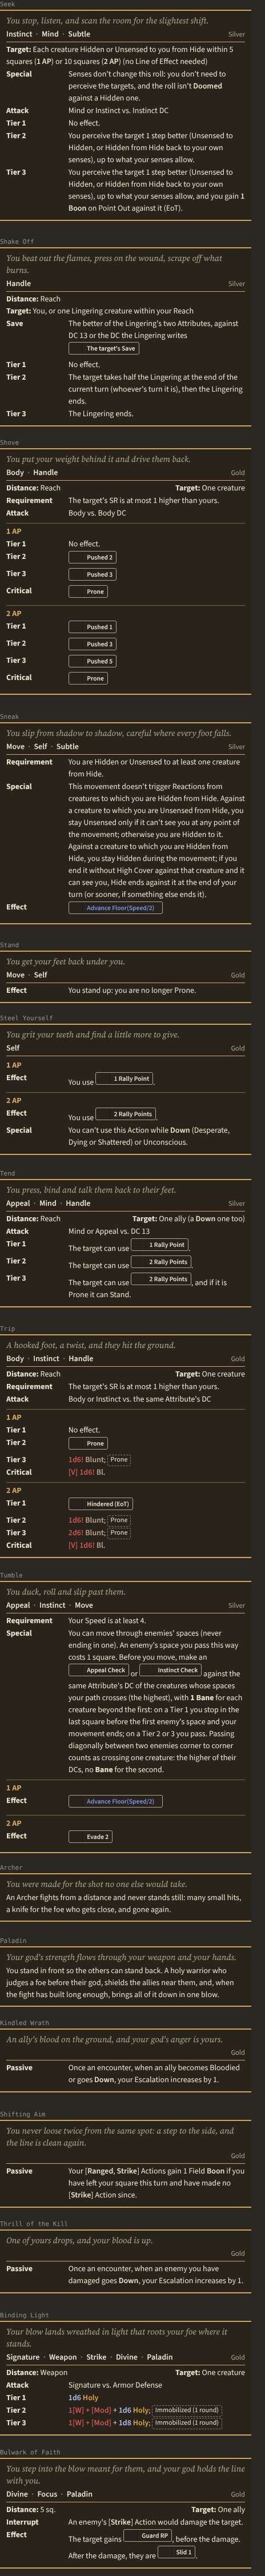 Seek
You stop, listen, and scan the room for the slightest shift.
Instinct · Mind · Subtle Silver
Target: Each creature Hidden or Unsensed to you from Hide within 5
squares (1 AP) or 10 squares (2 AP) (no Line of Effect needed)
Special Senses don't change this roll: you don't need to
perceive the targets, and the roll isn't Doomed
against a Hidden one.
Attack Mind or Instinct vs. Instinct DC
Tier 1 No effect.
Tier 2 You perceive the target 1 step better (Unsensed to
Hidden, or Hidden from Hide back to your own
senses), up to what your senses allow.
Tier 3 You perceive the target 1 step better (Unsensed to
Hidden, or Hidden from Hide back to your own
senses), up to what your senses allow, and you gain 1
Boon on Point Out against it (EoT).
Shake Off
You beat out the flames, press on the wound, scrape off what
burns.
Handle Silver
Distance: Reach
Target: You, or one Lingering creature within your Reach
Save The better of the Lingering's two Attributes, against
DC 13 or the DC the Lingering writes
The target's Save
Tier 1 No effect.
Tier 2 The target takes half the Lingering at the end of the
current turn (whoever's turn it is), then the Lingering
ends.
Tier 3 The Lingering ends.
Shove
You put your weight behind it and drive them back.
Body · Handle Gold
Distance: Reach Target: One creature
Requirement The target's SR is at most 1 higher than yours.
Attack Body vs. Body DC
1 AP
Tier 1 No effect.
Tier 2 Pushed 2
Tier 3 Pushed 3
Critical Prone
2 AP
Tier 1 Pushed 1
Tier 2 Pushed 3
Tier 3 Pushed 5
Critical Prone
Sneak
You slip from shadow to shadow, careful where every foot falls.
Move · Self · Subtle Silver
Requirement You are Hidden or Unsensed to at least one creature
from Hide.
Special This movement doesn't trigger Reactions from
creatures to which you are Hidden from Hide. Against
a creature to which you are Unsensed from Hide, you
stay Unsensed only if it can't see you at any point of
the movement; otherwise you are Hidden to it.
Against a creature to which you are Hidden from
Hide, you stay Hidden during the movement; if you
end it without High Cover against that creature and it
can see you, Hide ends against it at the end of your
turn (or sooner, if something else ends it).
Effect Advance Floor(Speed/2)
Stand
You get your feet back under you.
Move · Self Gold
Effect You stand up: you are no longer Prone.
Steel Yourself
You grit your teeth and find a little more to give.
Self Gold
1 AP
Effect You use 1 Rally Point.
2 AP
Effect You use 2 Rally Points.
Special You can't use this Action while Down (Desperate,
Dying or Shattered) or Unconscious.
Tend
You press, bind and talk them back to their feet.
Appeal · Mind · Handle Silver
Distance: Reach Target: One ally (a Down one too)
Attack Mind or Appeal vs. DC 13
Tier 1 The target can use 1 Rally Point.
Tier 2 The target can use 2 Rally Points.
Tier 3 The target can use 2 Rally Points, and if it is
Prone it can Stand.
Trip
A hooked foot, a twist, and they hit the ground.
Body · Instinct · Handle Gold
Distance: Reach Target: One creature
Requirement The target's SR is at most 1 higher than yours.
Attack Body or Instinct vs. the same Attribute's DC
1 AP
Tier 1 No effect.
Tier 2 Prone
Tier 3 1d6! Blunt; Prone
Critical [V] 1d6! Bl.
2 AP
Tier 1 Hindered (EoT)
Tier 2 1d6! Blunt; Prone
Tier 3 2d6! Blunt; Prone
Critical [V] 1d6! Bl.
Tumble
You duck, roll and slip past them.
Appeal · Instinct · Move Silver
Requirement Your Speed is at least 4.
Special You can move through enemies' spaces (never
ending in one). An enemy's space you pass this way
costs 1 square. Before you move, make an
Appeal Check or Instinct Check against the
same Attribute's DC of the creatures whose spaces
your path crosses (the highest), with 1 Bane for each
creature beyond the first: on a Tier 1 you stop in the
last square before the first enemy's space and your
movement ends; on a Tier 2 or 3 you pass. Passing
diagonally between two enemies corner to corner
counts as crossing one creature: the higher of their
DCs, no Bane for the second.
1 AP
Effect Advance Floor(Speed/2)
2 AP
Effect Evade 2
Archer
You were made for the shot no one else would take.
An Archer fights from a distance and never stands still: many small hits,
a knife for the foe who gets close, and gone again.
Paladin
Your god's strength flows through your weapon and your hands.
You stand in front so the others can stand back. A holy warrior who
judges a foe before their god, shields the allies near them, and, when
the fight has built long enough, brings all of it down in one blow.
Kindled Wrath
An ally's blood on the ground, and your god's anger is yours.
Gold
Passive Once an encounter, when an ally becomes Bloodied
or goes Down, your Escalation increases by 1.
Shifting Aim
You never loose twice from the same spot: a step to the side, and
the line is clean again.
Gold
Passive Your [Ranged, Strike] Actions gain 1 Field Boon if you
have left your square this turn and have made no
[Strike] Action since.
Thrill of the Kill
One of yours drops, and your blood is up.
Gold
Passive Once an encounter, when an enemy you have
damaged goes Down, your Escalation increases by 1.
Binding Light
Your blow lands wreathed in light that roots your foe where it
stands.
Signature · Weapon · Strike · Divine · Paladin Gold
Distance: Weapon Target: One creature
Attack Signature vs. Armor Defense
Tier 1 1d6 Holy
Tier 2 1[W] + [Mod] + 1d6 Holy; Immobilized (1 round)
Tier 3 1[W] + [Mod] + 1d8 Holy; Immobilized (1 round)
Bulwark of Faith
You step into the blow meant for them, and your god holds the line
with you.
Divine · Focus · Paladin Gold
Distance: 5 sq. Target: One ally
Interrupt An enemy's [Strike] Action would damage the target.
Effect The target gains Guard RP, before the damage.
After the damage, they are Slid 1.